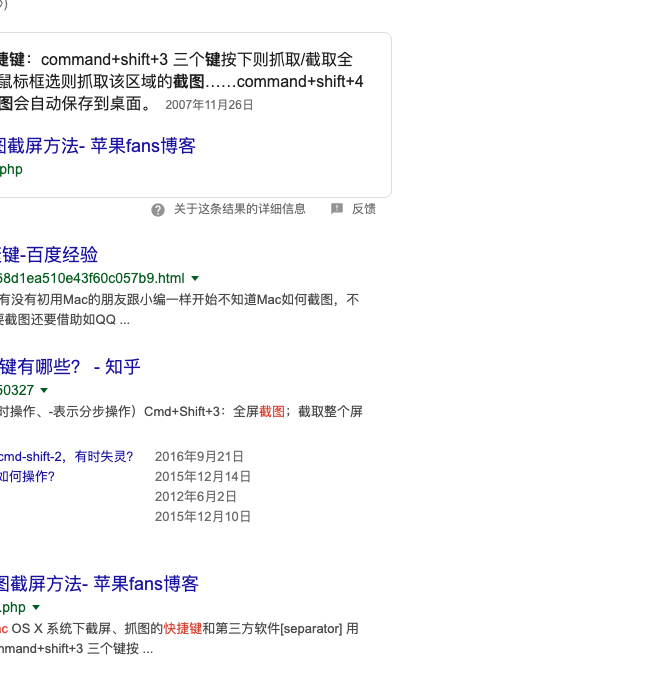 捷键：command+shift+3 三个键按下则抓取/截取全
鼠标框选则抓取该区域的截图……command+shift+4
图会自动保存到桌面。 2007年11月26日
图截屏方法- 苹果fans博客
php
关于这条结果的详细信息 反馈
键-百度经验
68d1ea510e43f60c057b9.html
有没有初用Mac的朋友跟小编一样开始不知道Mac如何截图，不
要截图还要借助如QQ ...
键有哪些？ - 知乎
50327
时操作、-表示分步操作）Cmd+Shift+3：全屏截图；截取整个屏
cmd-shift-2，有时失灵? 2016年9月21日
如何操作? 2015年12月14日
2012年6月2日
2015年12月10日
图截屏方法- 苹果fans博客
.php
ac OS X 系统下截屏、抓图的快捷键和第三方软件[separator] 用
mmand+shift+3 三个键按 ...